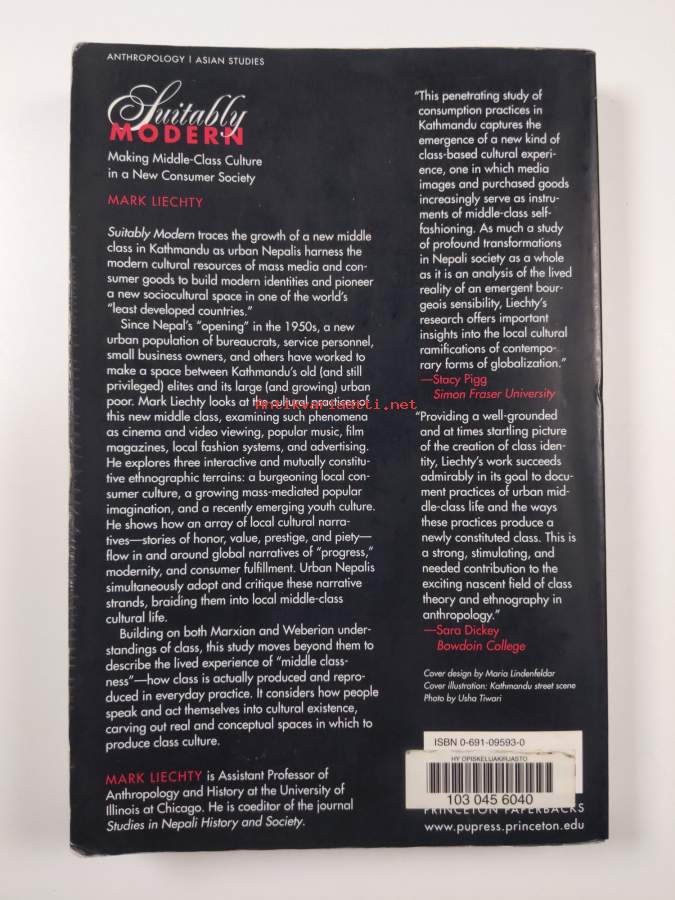 ANTHROPOLOGY | ASIAN STUDIES
Suitably
MODERN
Making Middle-Class Culture
in a New Consumer Society
MARK LIECHTY
Suitably Modern traces the growth of a new middle
class in Kathmandu as urban Nepalis harness the
modern cultural resources of mass media and con-
sumer goods to build modern identities and pioneer
a new sociocultural space in one of the world's
"least developed countries."
Since Nepal's "opening" in the 1950s, a new
urban population of bureaucrats, service personnel,
small business owners, and others have worked to
make a space between Kathmandu's old (and still
privileged) elites and its large (and growing) urban
poor. Mark Liechty looks at the cultural practices of
this new middle class, examining such phenomena
as cinema and video viewing, popular music, film
magazines, local fashion systems, and advertising.
He explores three interactive and mutually constitu-
tive ethnographic terrains: a burgeoning local con-
sumer culture, a growing mass-mediated popular
imagination, and a recently emerging youth culture.
He shows how an array of local cultural narra-
tives—stories of honor, value, prestige, and piety—
flow in and around global narratives of "progress,"
modernity, and consumer fulfillment. Urban Nepalis
simultaneously adopt and critique these narrative
strands, braiding them into local middle-class
cultural life.
Building on both Marxian and Weberian under-
standings of class, this study moves beyond them to
describe the lived experience of "middle class-
ness"—how class is actually produced and repro-
duced in everyday practice. It considers how people
speak and act themselves into cultural existence,
carving out real and conceptual spaces in which to
produce class culture.
MARK LIECHTY is Assistant Professor of
Anthropology and History at the University of
Illinois at Chicago. He is coeditor of the journal
Studies in Nepali History and Society.
"This penetrating study of
consumption practices in
Kathmandu captures the
emergence of a new kind of
class-based cultural experi-
ence, one in which media
images and purchased goods
increasingly serve as instru-
ments of middle-class self-
fashioning. As much a study
of profound transformations
in Nepali society as a whole
as it is an analysis of the lived
reality of an emergent bour-
geois sensibility, Liechty's
research offers important
insights into the local cultural
ramifications of contempo-
rary forms of globalization."
—Stacy Pigg
Simon Fraser University
"Providing a well-grounded
and at times startling picture
of the creation of class iden-
tity, Liechty's work succeeds
admirably in its goal to docu-
ment practices of urban mid-
dle-class life and the ways
these practices produce a
newly constituted class. This is
a strong, stimulating, and
needed contribution to the
exciting nascent field of class
theory and ethnography in
anthropology."
—Sara Dickey
Bowdoin College
Cover design by Maria Lindenfeldar
Cover illustration: Kathmandu street scene
Photo by Usha Tiwari
ISBN 0-691-09593-0
HY OPISKELIJAKIRJASTO
103 045 6040
PRINCETON PAPERBACKS
www.pupress.princeton.edu
antikvariaatti.net